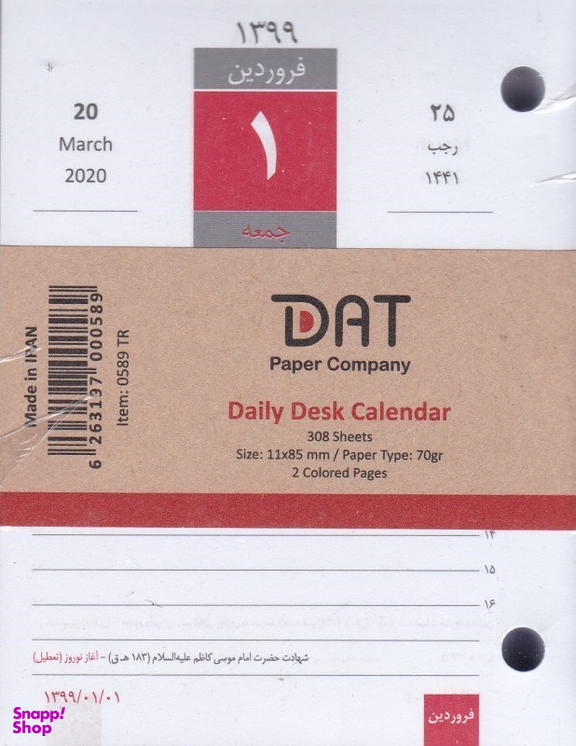 ۱۳۹۹
فروردین
۱
جمعه
20
March
2020
۲۵
رجب
۱۴۴۱
DAT
Paper Company
Daily Desk Calendar
308 Sheets
Size: 11x85 mm / Paper Type: 70gr
2 Colored Pages
Made in IRAN
6 263197 000589
Item: 0589 TR
۱۴
۱۵
۱۶
شهادت حضرت امام موسی کاظم علیه‌السلام (۱۸۳ هـ ق) – آغاز نوروز (تعطیل)
۱۳۹۹/۰۱/۰۱
فروردین
Snapp!
Shop